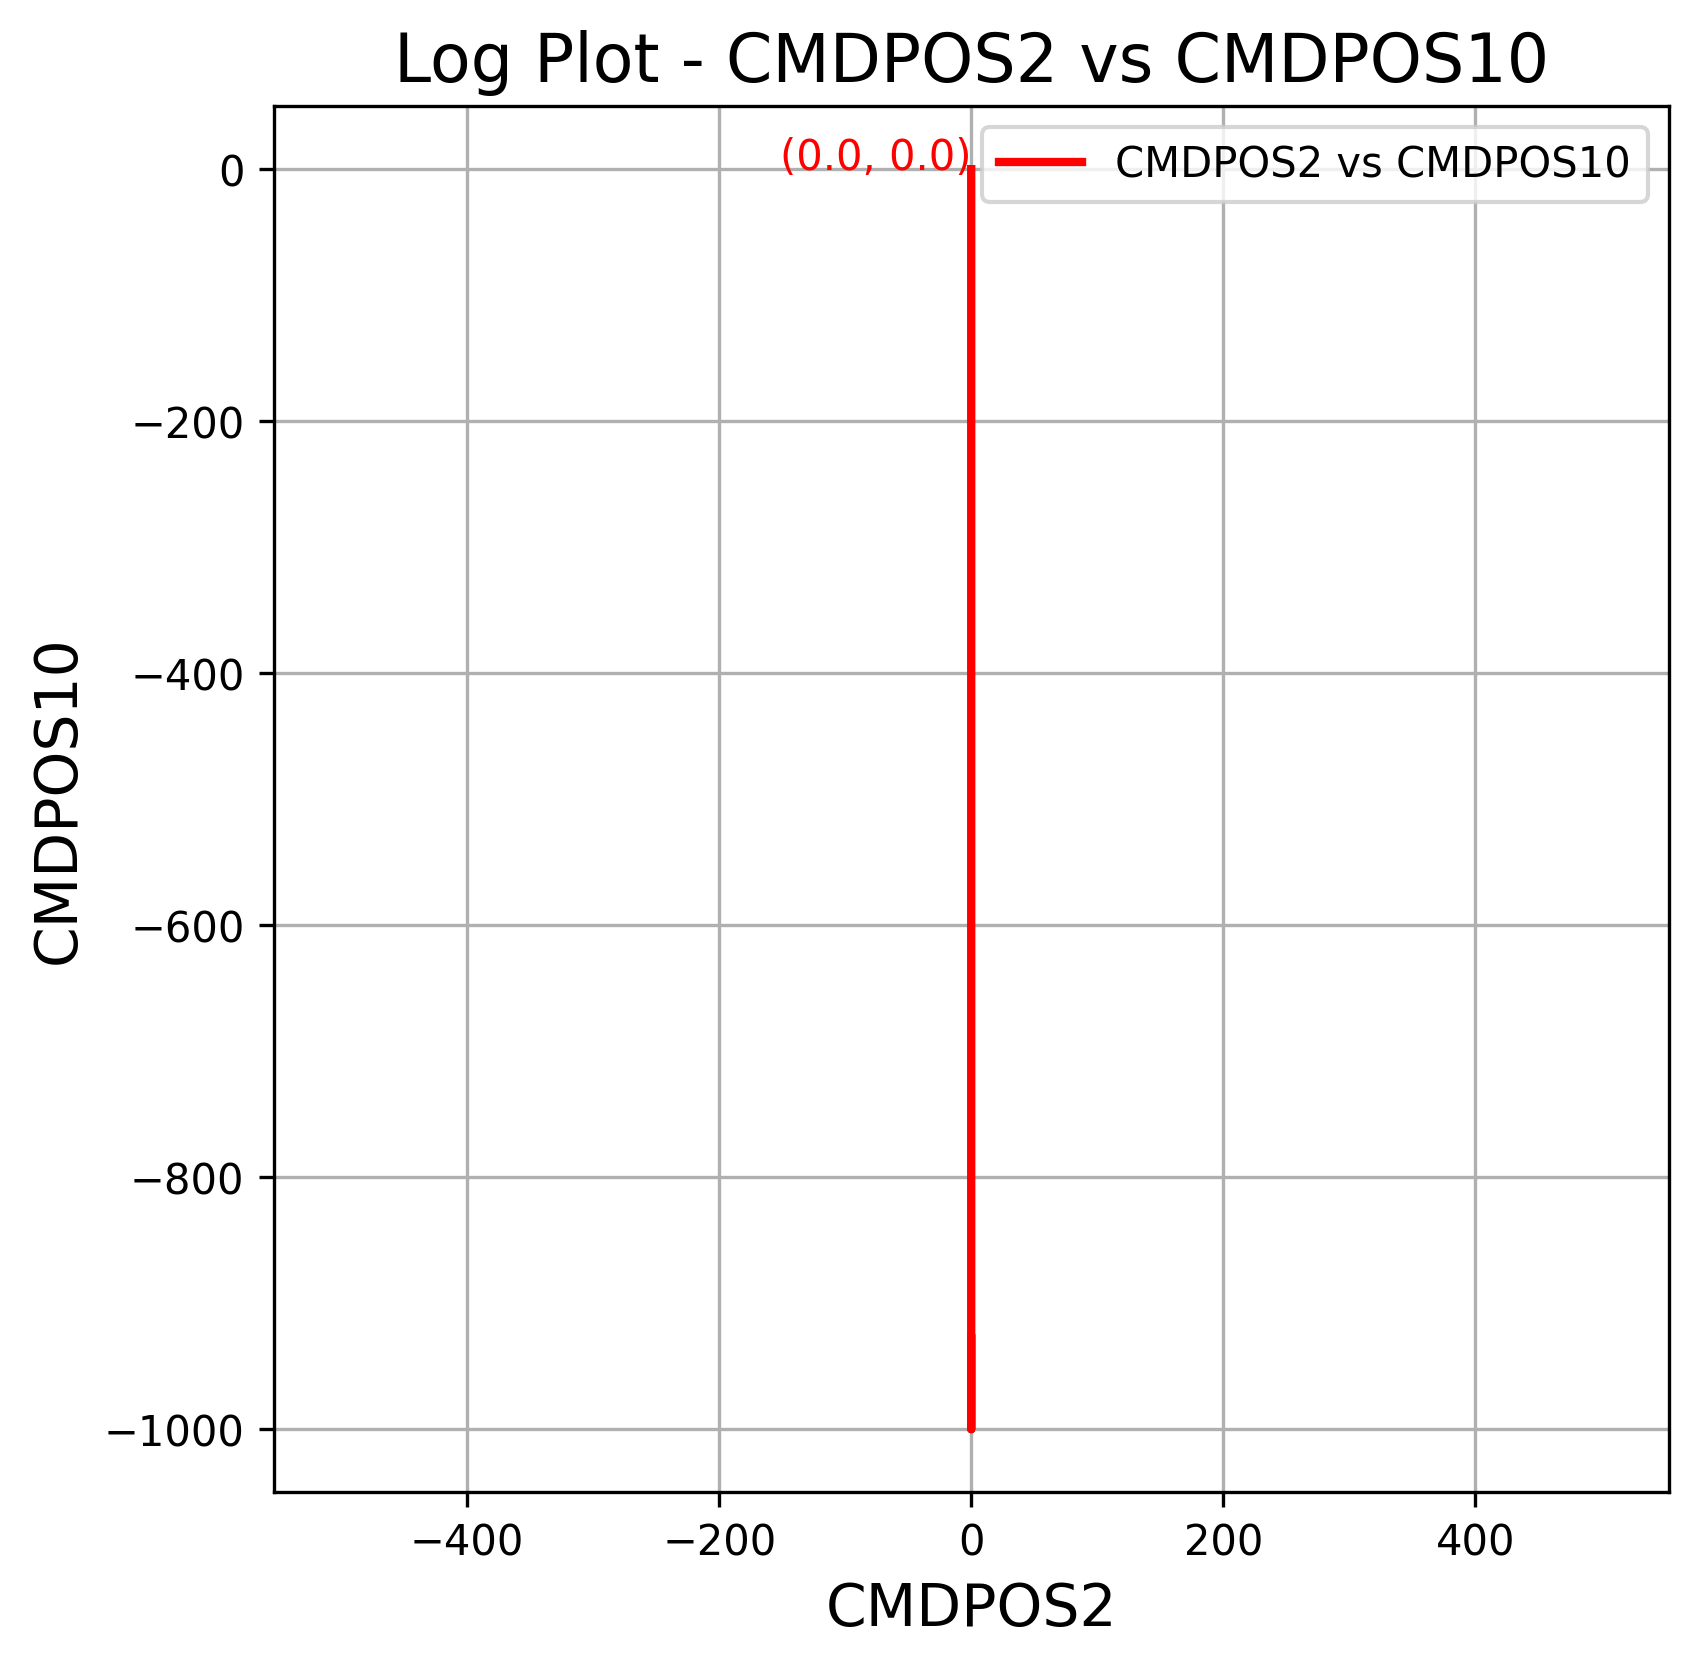 Log Plot - CMDPOS2 vs CMDPOS10
(0.0, 0.0)
CMDPOS2 vs CMDPOS10
0
−200
−400
−600
−800
−1000
CMDPOS10
−400 −200 0 200 400
CMDPOS2